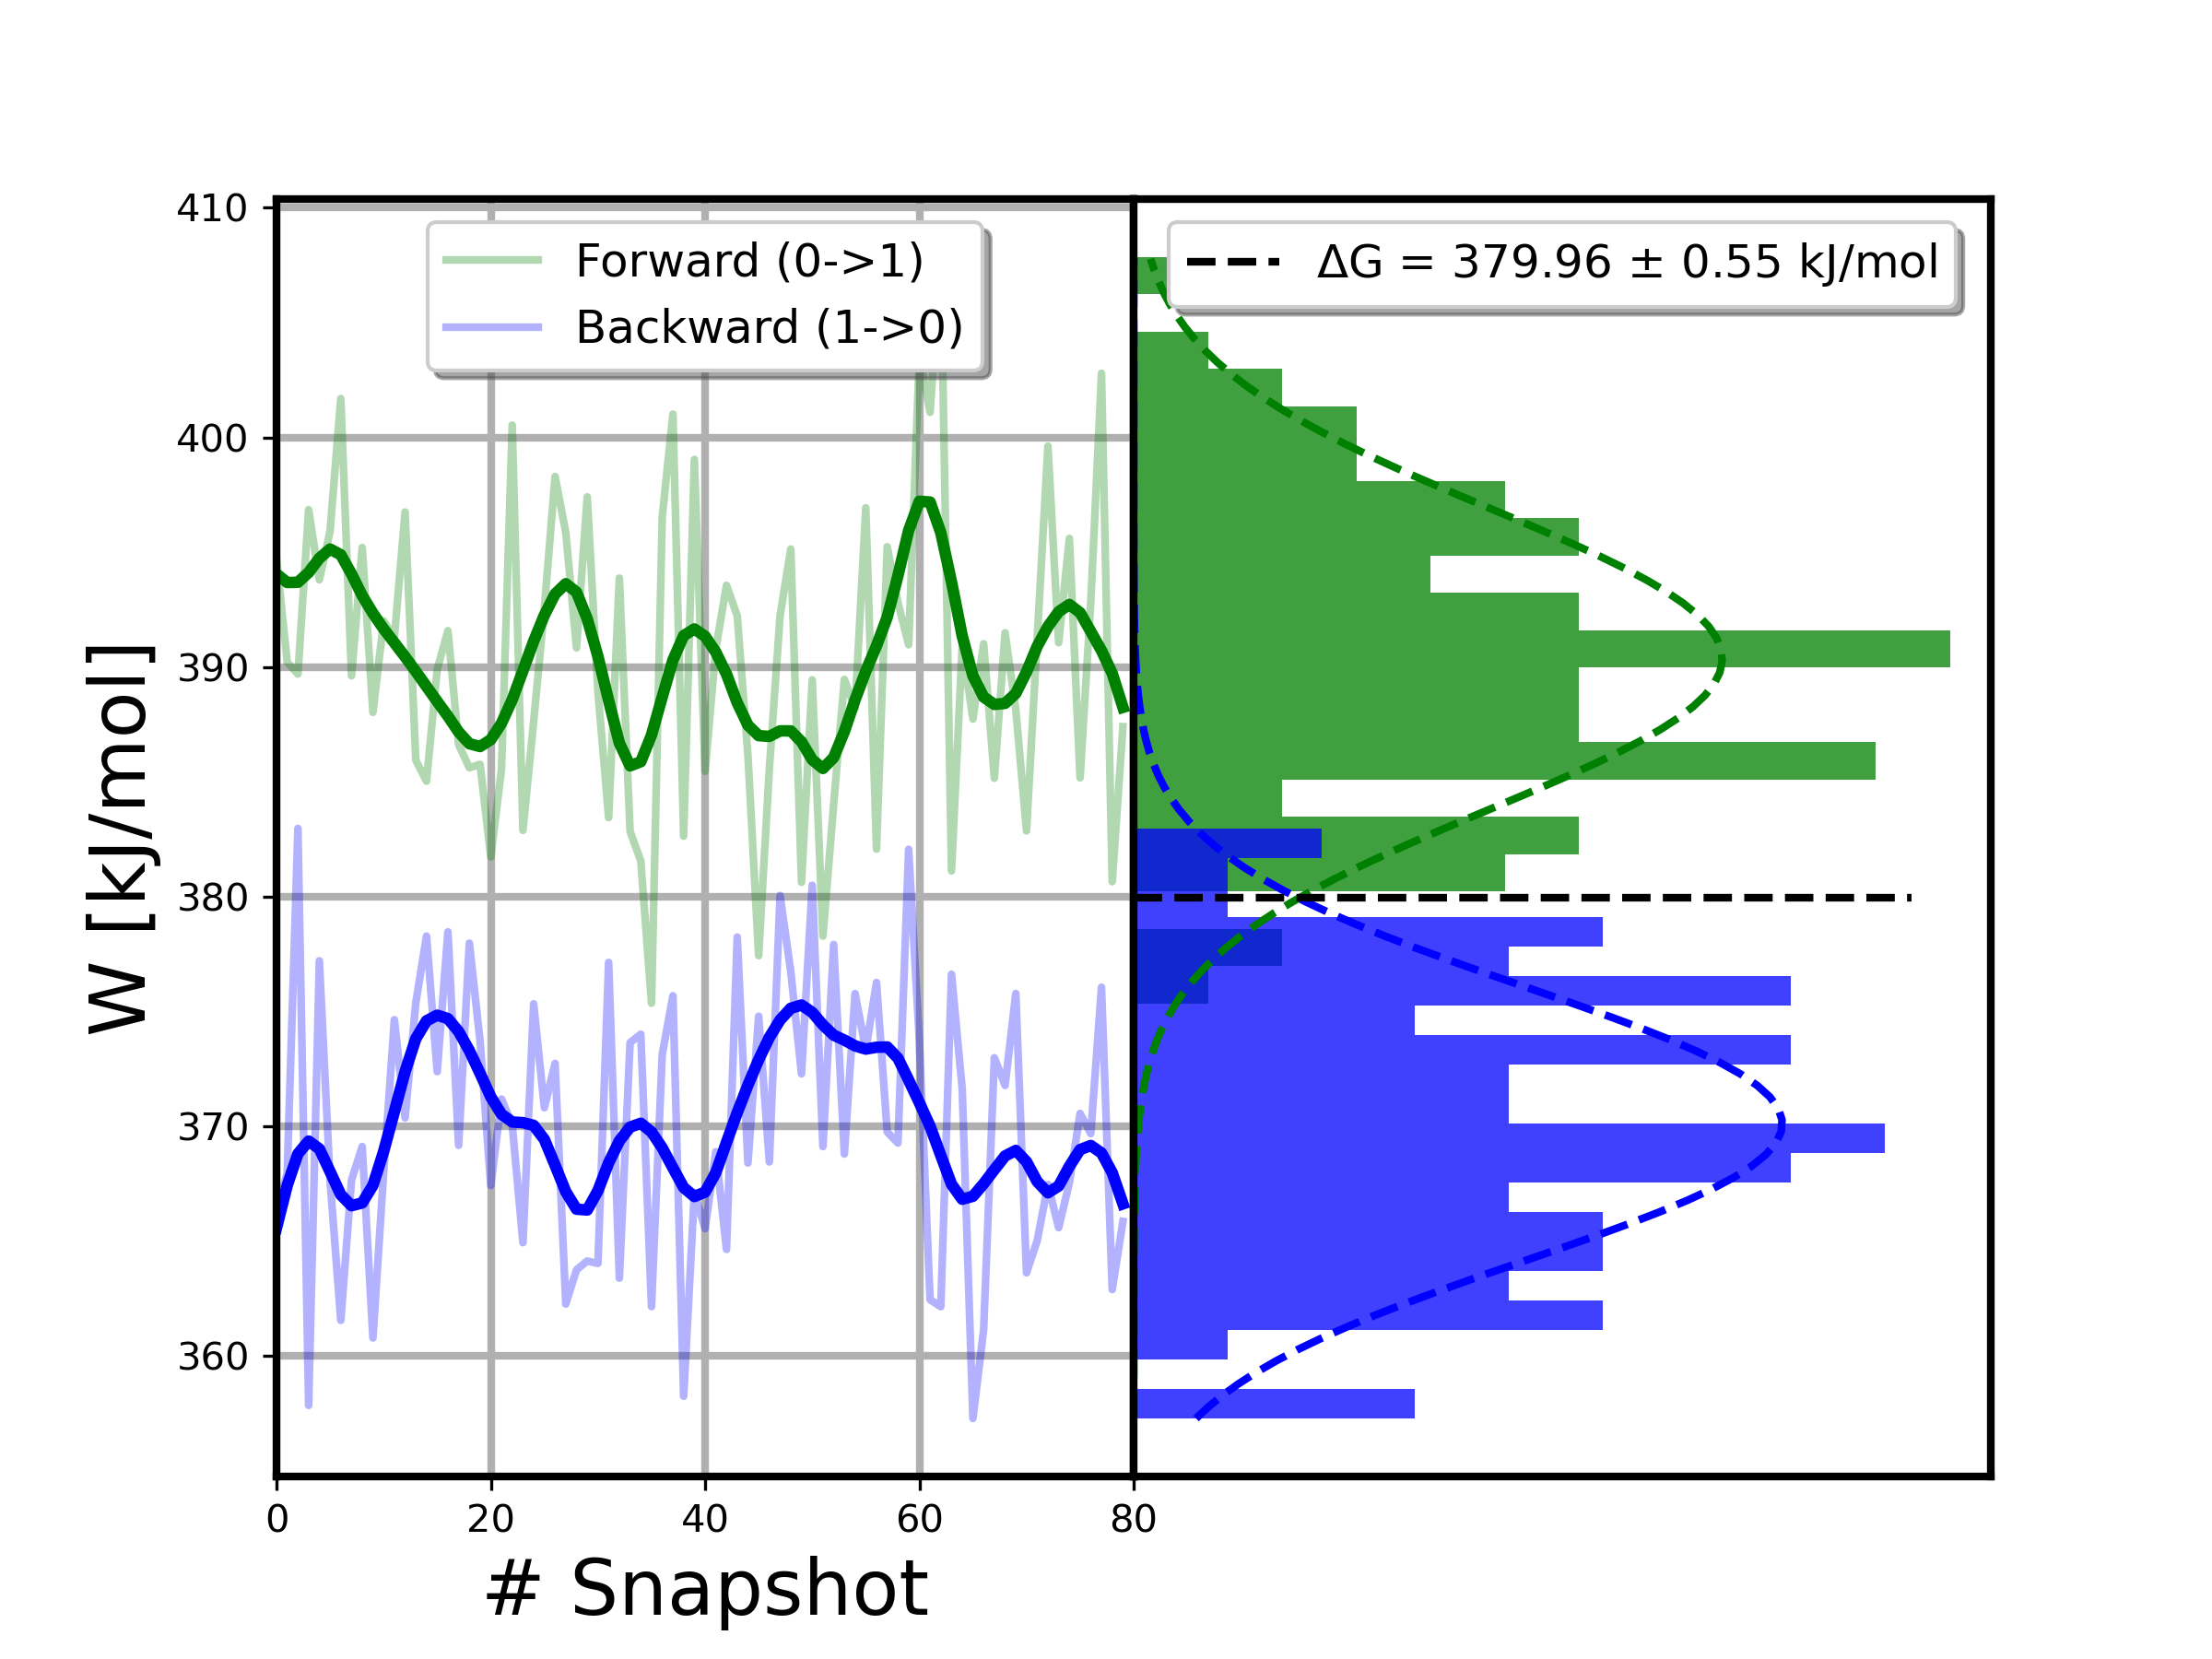 Forward (0->1)
Backward (1->0)
ΔG = 379.96 ± 0.55 kJ/mol
W [kJ/mol]
410
400
390
380
370
360
0 20 40 60 80
# Snapshot